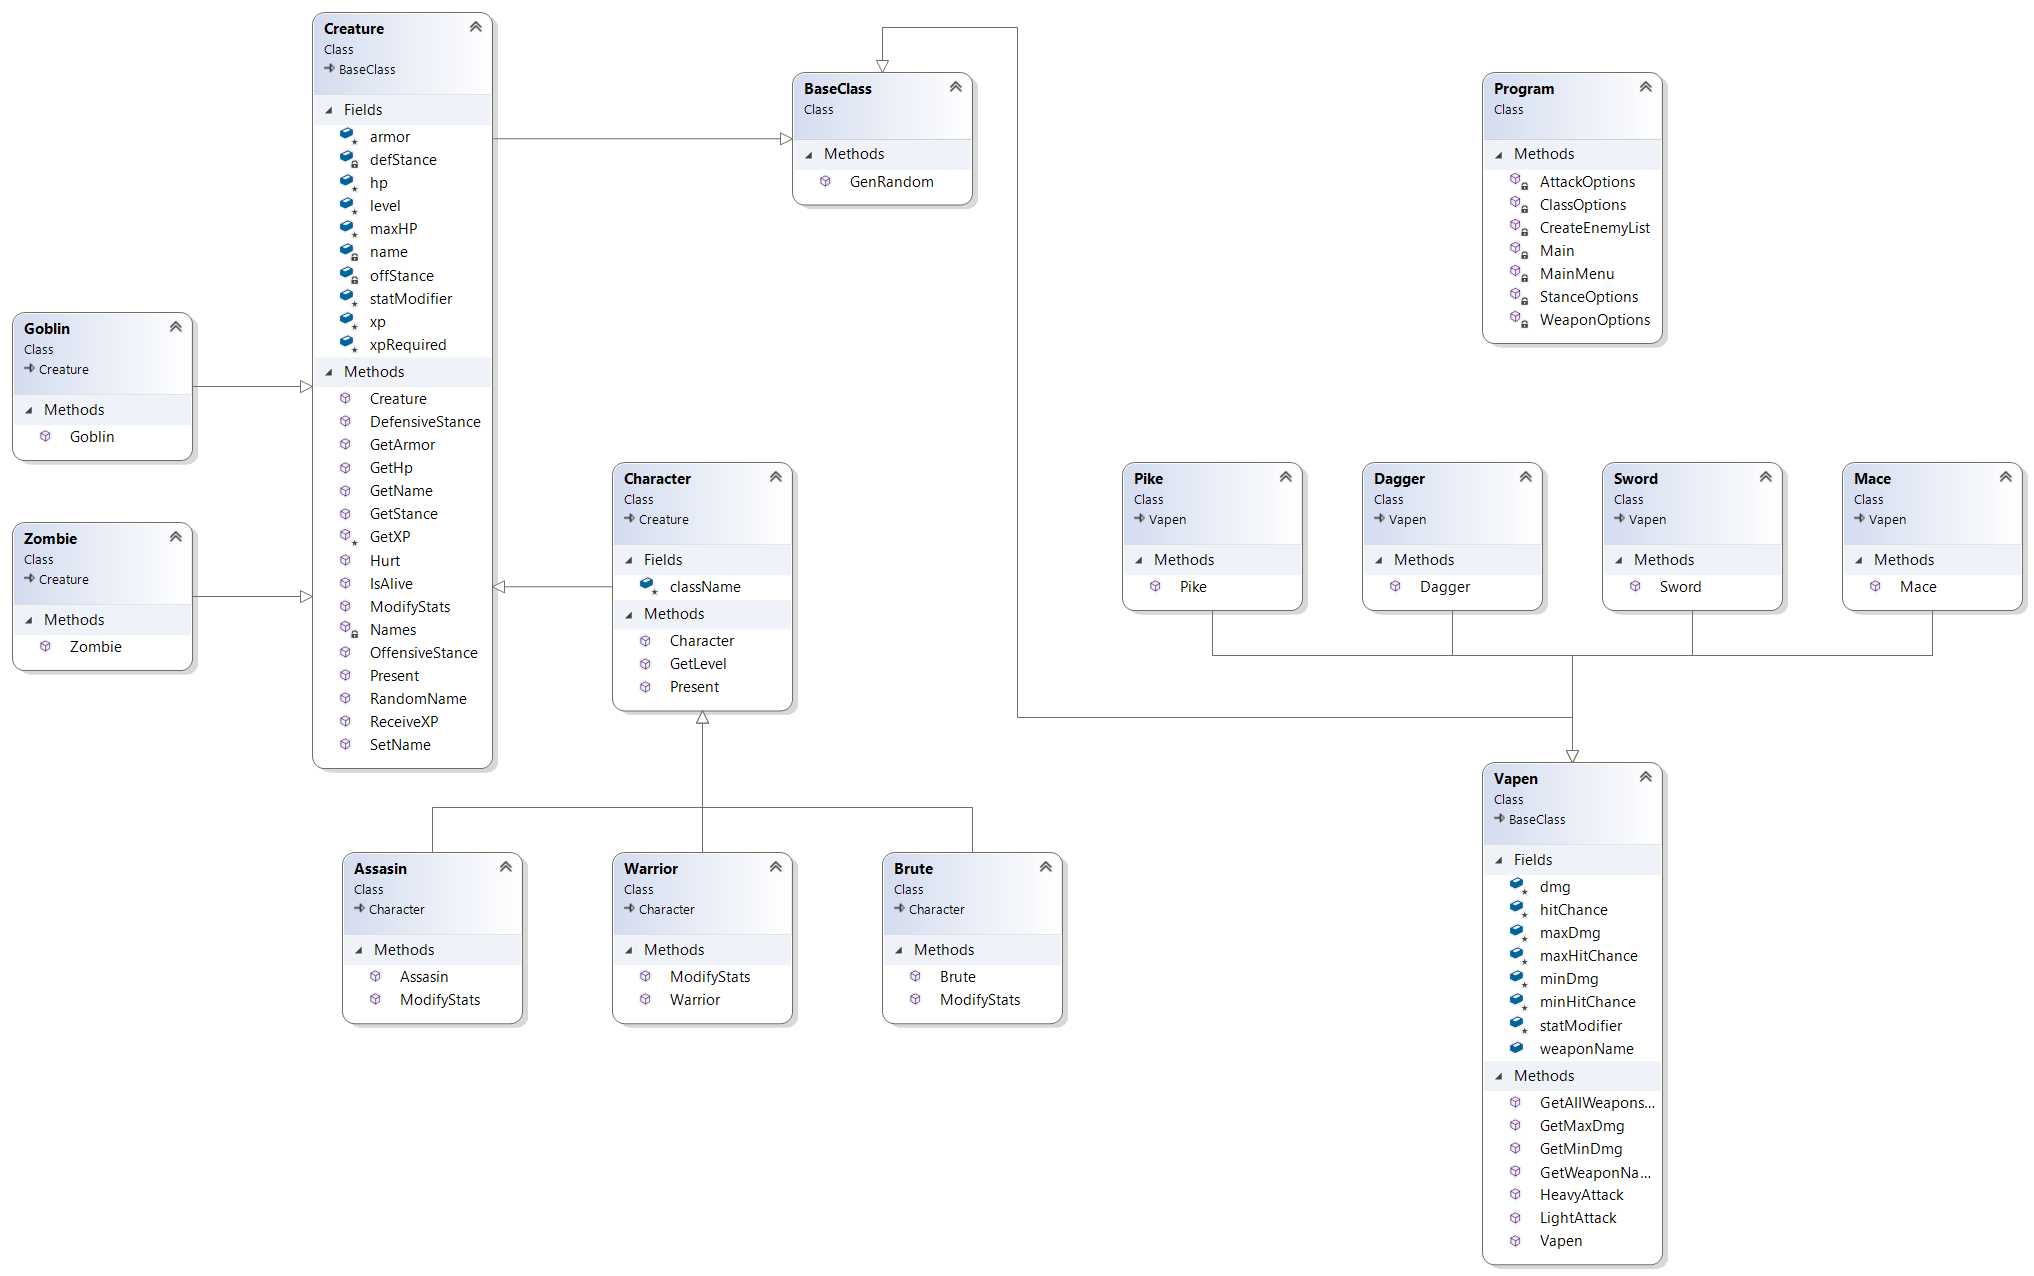 Creature
Class
BaseClass
Fields
armor
defStance
hp
level
maxHP
name
offStance
statModifier
xp
xpRequired
Methods
Creature
DefensiveStance
GetArmor
GetHp
GetName
GetStance
GetXP
Hurt
IsAlive
ModifyStats
Names
OffensiveStance
Present
RandomName
ReceiveXP
SetName
BaseClass
Class
Methods
GenRandom
Program
Class
Methods
AttackOptions
ClassOptions
CreateEnemyList
Main
MainMenu
StanceOptions
WeaponOptions
Goblin
Class
Creature
Methods
Goblin
Zombie
Class
Creature
Methods
Zombie
Character
Class
Creature
Fields
className
Methods
Character
GetLevel
Present
Pike
Class
Vapen
Methods
Pike
Dagger
Class
Vapen
Methods
Dagger
Sword
Class
Vapen
Methods
Sword
Mace
Class
Vapen
Methods
Mace
Assasin
Class
Character
Methods
Assasin
ModifyStats
Warrior
Class
Character
Methods
ModifyStats
Warrior
Brute
Class
Character
Methods
Brute
ModifyStats
Vapen
Class
BaseClass
Fields
dmg
hitChance
maxDmg
maxHitChance
minDmg
minHitChance
statModifier
weaponName
Methods
GetAllWeapons...
GetMaxDmg
GetMinDmg
GetWeaponNa...
HeavyAttack
LightAttack
Vapen